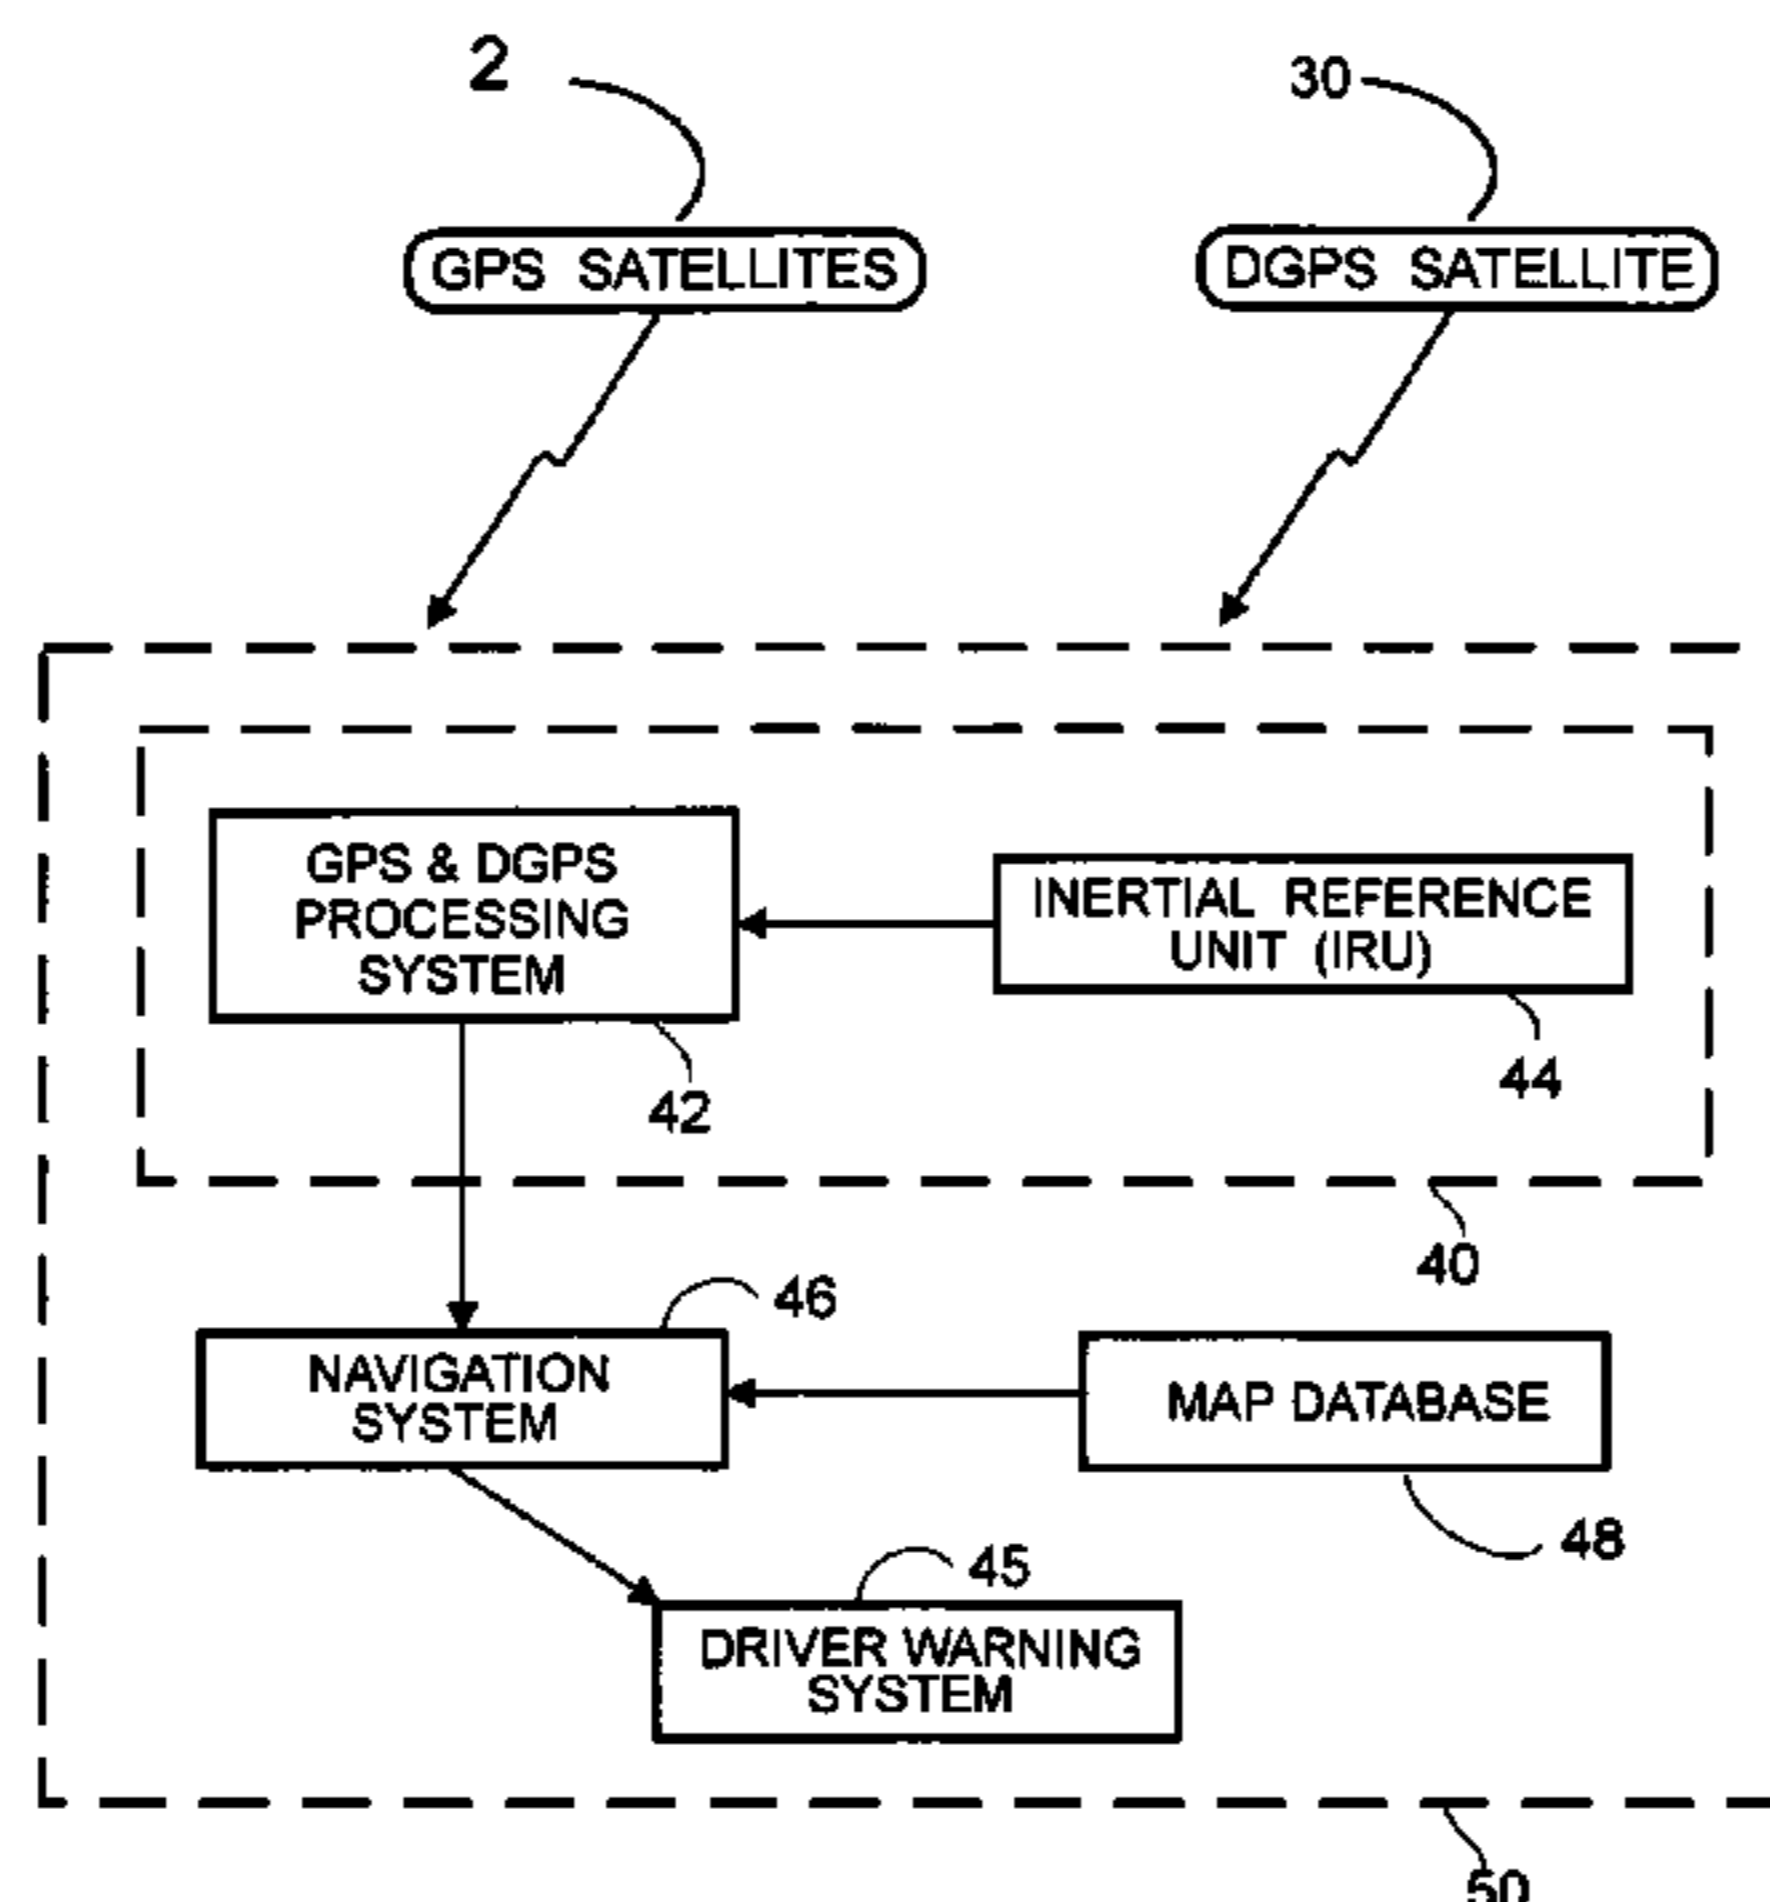 2
30
GPS SATELLITES
DGPS SATELLITE
GPS & DGPS
PROCESSING
SYSTEM
INERTIAL REFERENCE
UNIT (IRU)
42
44
40
46
NAVIGATION
SYSTEM
MAP DATABASE
48
45
DRIVER WARNING
SYSTEM
50